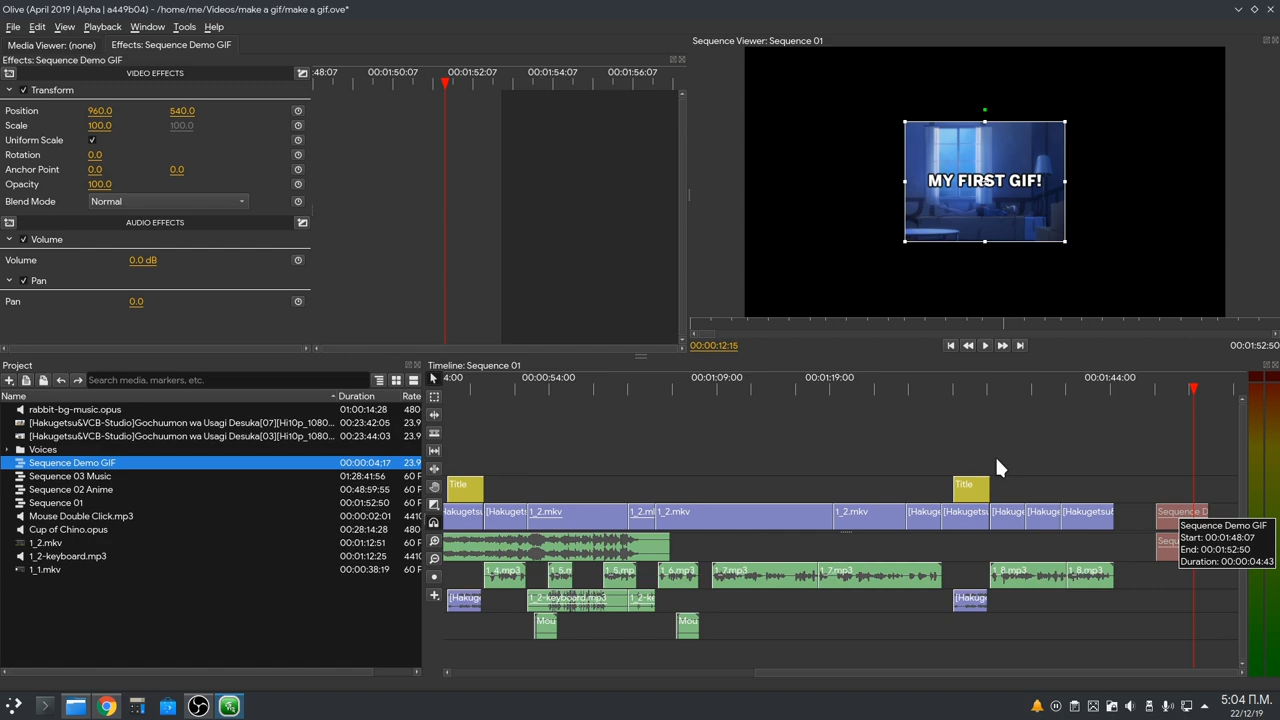 Olive (April 2019 | Alpha | a449b04) - /home/me/Videos/make a gif/make a gif.ove*
File Edit View Playback Window Tools Help
Media Viewer: (none) Effects: Sequence Demo GIF
Effects: Sequence Demo GIF
VIDEO EFFECTS
Transform
Position 960.0 540.0
Scale 100.0 100.0
Uniform Scale
Rotation 0.0
Anchor Point 0.0 0.0
Opacity 100.0
Blend Mode Normal
AUDIO EFFECTS
Volume
Volume 0.0 dB
Pan
Pan 0.0
:48:07 00:01:50:07 00:01:52:07 00:01:54:07 00:01:56:07
Sequence Viewer: Sequence 01
MY FIRST GIF!
00:00:12:15 00:01:52:50
Project
Search media, markers, etc.
Name Duration Rate
rabbit-bg-music.opus 01:00:14:28 480
[Hakugetsu&VCB-Studio]Gochuumon wa Usagi Desuka[07][Hi10p_1080... 00:23:42:05 23.9
[Hakugetsu&VCB-Studio]Gochuumon wa Usagi Desuka[03][Hi10p_1080... 00:23:44:03 23.9
Voices
Sequence Demo GIF 00:00:04;17 23.9
Sequence 03 Music 01:28:41:56 60 F
Sequence 02 Anime 00:48:59:55 60 F
Sequence 01 00:01:52:50 60 F
Mouse Double Click.mp3 00:00:02:01 4410
Cup of Chino.opus 00:28:14:28 480
1_2.mkv 00:01:12:51 60 F
1_2-keyboard.mp3 00:01:12:25 4410
1_1.mkv 00:01:38:19 60 F
Timeline: Sequence 01
4:00 00:00:54:00 00:01:09:00 00:01:19:00 00:01:44:00
Title Title
Hakugetsu [Hakugets 1_2.mkv 1_2.ml 1_2.mkv 1_2.mkv [Hakugets [Hakugetsu [Hakugets [Hakugets [Hakugetsu& Sequence D
Sequ
1_4.mp3 1_5.m 1_5.mp 1_6.mp3 1_7.mp3 1_7.mp3 1_8.mp3 1_8.mp3
[Hakug 1_2-keyboard.mp3 1_2-ke [Hakuge
Mou Mou
Sequence Demo GIF
Start: 00:01:48:07
End: 00:01:52:50
Duration: 00:00:04:43
5:04 Π.Μ.
22/12/19